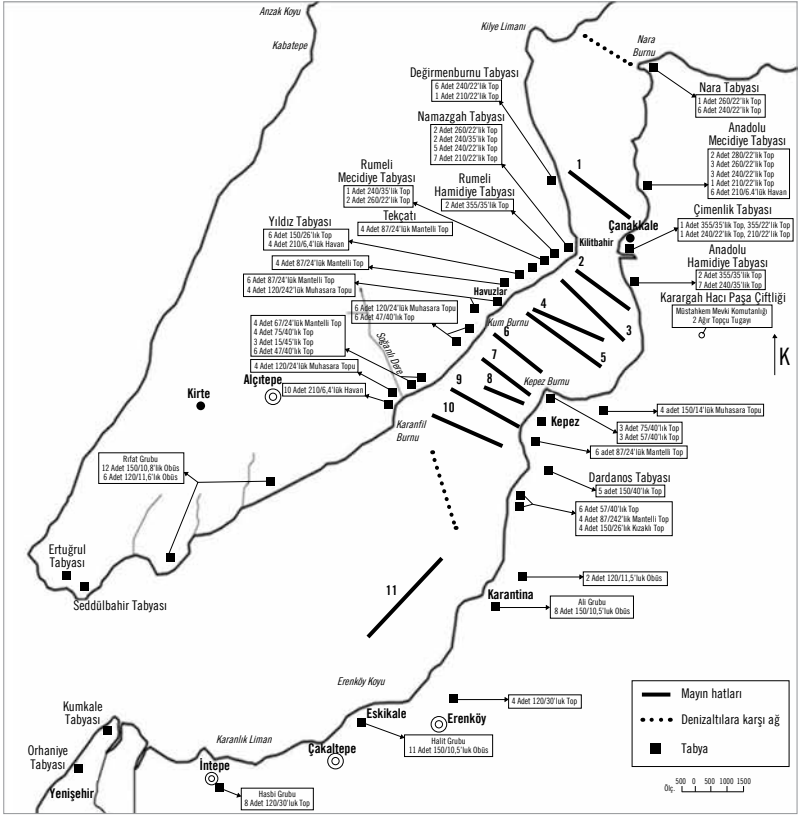 Anzak Koyu
Kabatepe
Kilye Limanı
Nara
Burnu
Değirmenburnu Tabyası
6 Adet 240/22'lik Top
1 Adet 210/22'lik Top
Nara Tabyası
1 Adet 260/22'lik Top
6 Adet 240/22'lik Top
Namazgah Tabyası
2 Adet 260/22'lik Top
2 Adet 240/35'lik Top
5 Adet 240/22'lik Top
7 Adet 210/22'lik Top
Anadolu
Mecidiye Tabyası
2 Adet 280/22'lik Top
3 Adet 260/22'lik Top
3 Adet 240/22'lik Top
1 Adet 210/22'lik Top
6 Adet 210/6.4'lük Havan
Rumeli
Mecidiye Tabyası
1 Adet 240/35'lik Top
2 Adet 260/22'lik Top
Rumeli
Hamidiye Tabyası
2 Adet 355/35'lik Top
Tekçatı
4 Adet 87/24'lük Mantelli Top
Yıldız Tabyası
6 Adet 150/26'lık Top
4 Adet 210/6,4'lük Havan
Çimenlik Tabyası
1 Adet 355/35'lik Top, 355/22'lik Top
1 Adet 240/22'lik Top, 210/22'lik Top
Çanakkale
Kilitbahir
4 Adet 87/24'lük Mantelli Top
6 Adet 87/24'lük Mantelli Top
4 Adet 120/242'lük Muhasara Top
Havuzlar
Anadolu
Hamidiye Tabyası
2 Adet 355/35'lik Top
7 Adet 240/35'lik Top
Karargah Hacı Paşa Çiftliği
Müstahkem Mevki Komutanlığı
2 Ağır Topçu Tugayı
K
6 Adet 120/24'lük Muhasara Topu
6 Adet 47/40'lık Top
Kum Burnu
Soğanlı Dere
4 Adet 67/24'lük Mantelli Top
4 Adet 75/40'lık Top
3 Adet 15/45'lik Top
6 Adet 47/40'lık Top
4 Adet 120/24'lük Muhasara Topu
10 Adet 210/6,4'lük Havan
Alçıtepe
Kirte
1
2
3
4
5
6
7
8
9
10
11
Kepez Burnu
Karanfil
Burnu
Kepez
4 adet 150/14'lük Muhasara Top
3 Adet 75/40'lık Top
3 Adet 57/40'lık Top
6 adet 87/24'lük Mantelli Top
Dardanos Tabyası
5 adet 150/40'lık Top
6 Adet 57/40'lık Top
4 Adet 87/242'lik Mantelli Top
4 Adet 150/26'lik Kızaklı Top
Rıfat Grubu
12 Adet 150/10,8'lik Obüs
6 Adet 120/11,6'lık Obüs
Ertuğrul
Tabyası
Seddülbahir Tabyası
2 Adet 120/11,5'luk Obüs
Karantina
Ali Grubu
8 Adet 150/10,5'luk Obüs
Erenköy Koyu
4 Adet 120/30'luk Top
Eskikale
Erenköy
Halit Grubu
11 Adet 150/10,5'luk Obüs
Kumkale
Tabyası
Karanlık Liman
Çakaltepe
Orhaniye
Tabyası
Yenişehir
İntepe
Hasbi Grubu
8 Adet 120/30'luk Top
Mayın hatları
Denizaltılara karşı ağ
Tabya
Ölç.
500 0 500 1000 1500